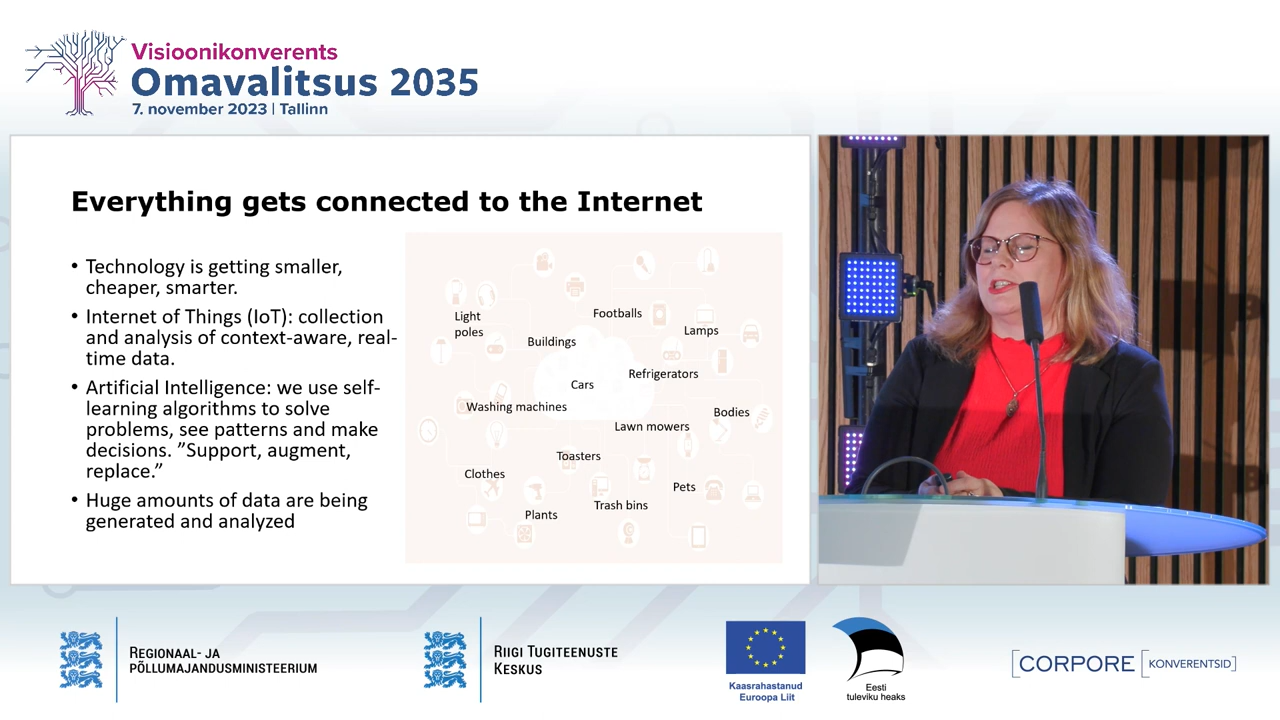 Visioonikonverents
Omavalitsus 2035
7. november 2023 | Tallinn
Everything gets connected to the Internet
• Technology is getting smaller,
cheaper, smarter.
• Internet of Things (IoT): collection
and analysis of context-aware, real-
time data.
• Artificial Intelligence: we use self-
learning algorithms to solve
problems, see patterns and make
decisions. ”Support, augment,
replace.”
• Huge amounts of data are being
generated and analyzed
Light
poles
Footballs
Buildings
Lamps
Cars
Refrigerators
Washing machines
Bodies
Lawn mowers
Toasters
Clothes
Pets
Plants
Trash bins
REGIONAAL- JA
PÕLLUMAJANDUSMINISTEERIUM
RIIGI TUGITEENUSTE
KESKUS
Kaasrahastanud
Euroopa Liit
Eesti
tuleviku heaks
[CORPORE] [KONVERENTSID]